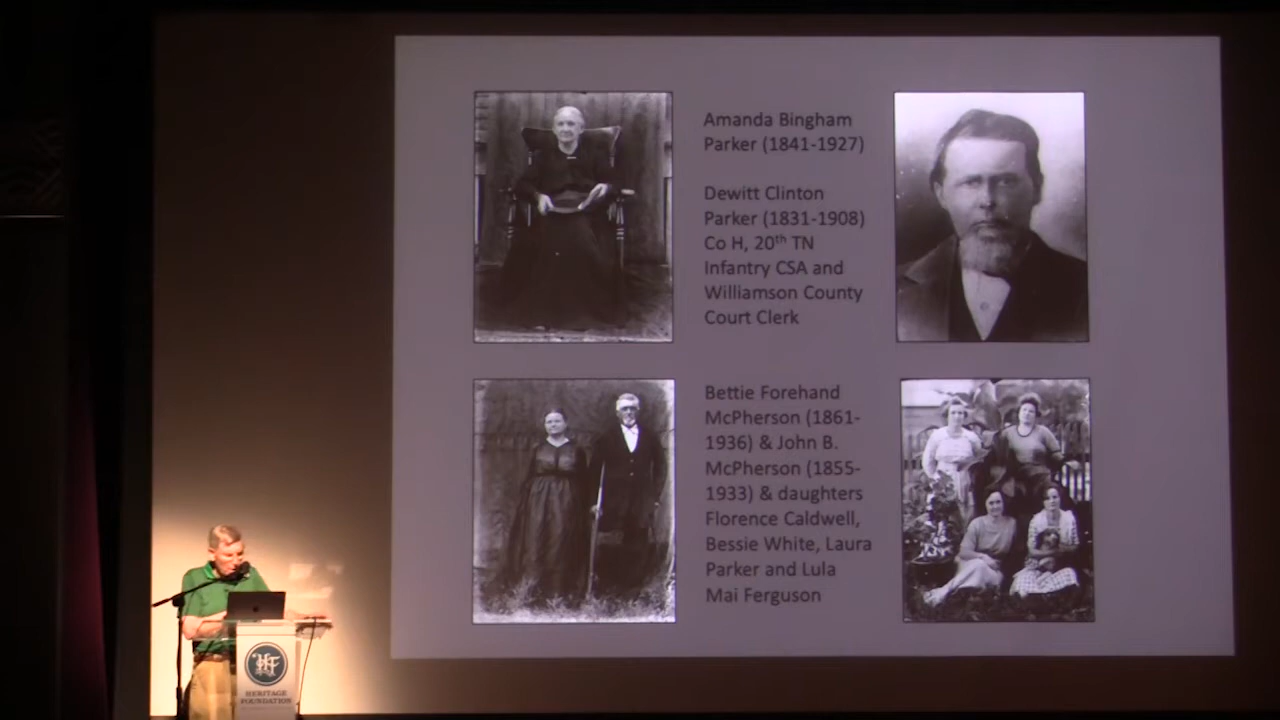 Amanda Bingham
Parker (1841-1927)
Dewitt Clinton
Parker (1831-1908)
Co H, 20th TN
Infantry CSA and
Williamson County
Court Clerk
Bettie Forehand
McPherson (1861-
1936) & John B.
McPherson (1855-
1933) & daughters
Florence Caldwell,
Bessie White, Laura
Parker and Lula
Mai Ferguson
HF
HERITAGE
FOUNDATION